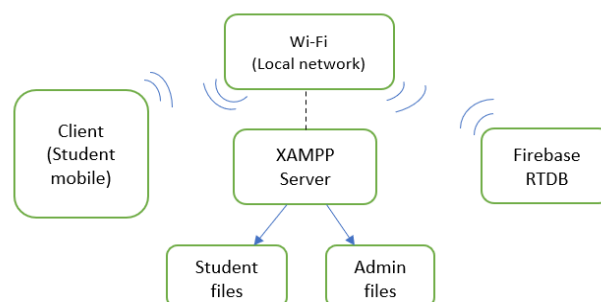 Wi-Fi
(Local network)
Client
(Student
mobile)
XAMPP
Server
Firebase
RTDB
Student
files
Admin
files